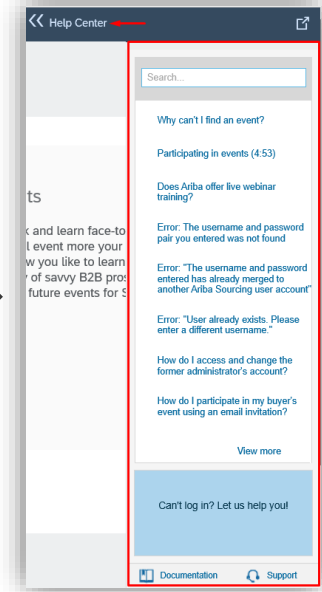 Help Center
Search...
Why can't I find an event?
Participating in events (4:53)
Does Ariba offer live webinar
training?
Error: The username and password
pair you entered was not found
Error: "The username and password
entered has already merged to
another Ariba Sourcing user account"
Error: "User already exists. Please
enter a different username."
How do I access and change the
former administrator's account?
How do I participate in my buyer's
event using an email invitation?
View more
Can't log in? Let us help you!
Documentation
Support
ts
and learn face-to
l event more your
w you like to learn
of savvy B2B pros
future events for S